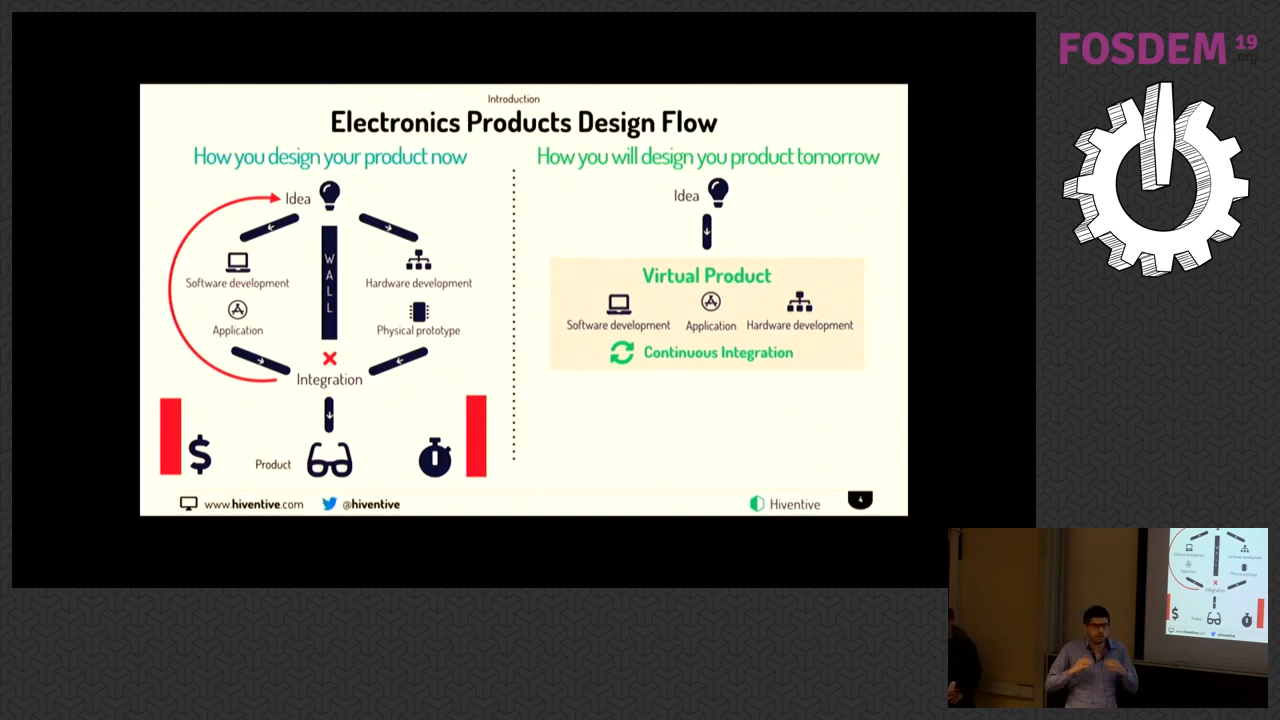 FOSDEM 19
.org
Introduction
Electronics Products Design Flow
How you design your product now
How you will design you product tomorrow
Idea
WALL
Software development
Hardware development
Application
Physical prototype
Integration
$
Product
Idea
Virtual Product
Software development
Application
Hardware development
Continuous Integration
www.hiventive.com
@hiventive
Hiventive
4